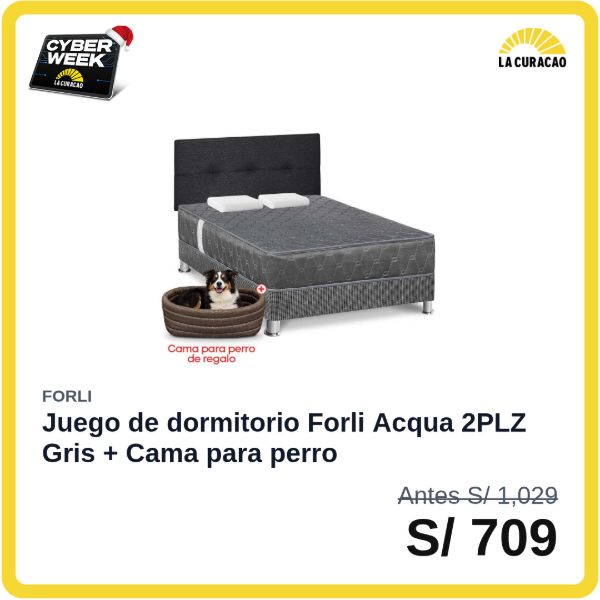 CYBER
WEEK
LA CURACAO
LA CURACAO
Cama para perro
de regalo
FORLI
Juego de dormitorio Forli Acqua 2PLZ
Gris + Cama para perro
Antes S/ 1,029
S/ 709